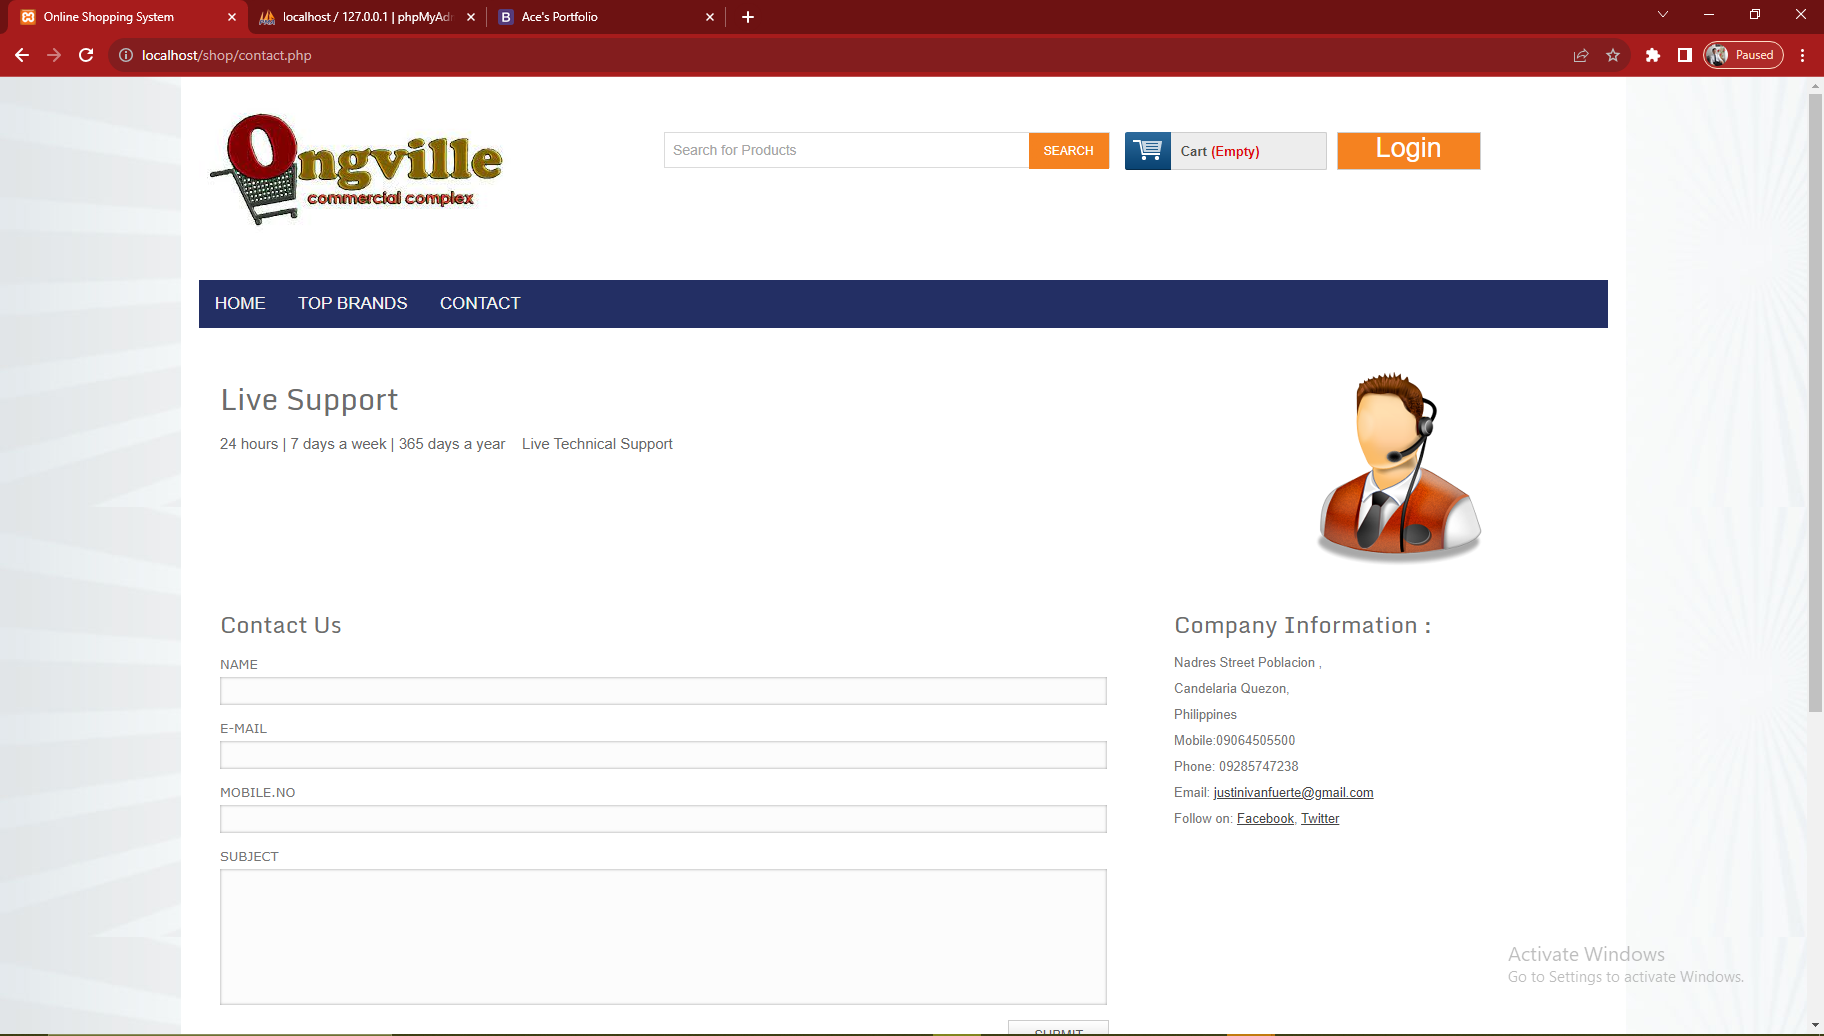 Online Shopping System
localhost / 127.0.0.1 | phpMyAdr
Ace's Portfolio
localhost/shop/contact.php
Paused
Ongville
commercial complex
Search for Products
SEARCH
Cart (Empty)
Login
HOME TOP BRANDS CONTACT
Live Support
24 hours | 7 days a week | 365 days a year Live Technical Support
Contact Us
NAME
E-MAIL
MOBILE.NO
SUBJECT
SUBMIT
Company Information :
Nadres Street Poblacion ,
Candelaria Quezon,
Philippines
Mobile:09064505500
Phone: 09285747238
Email: justinivanfuerte@gmail.com
Follow on: Facebook, Twitter
Activate Windows
Go to Settings to activate Windows.